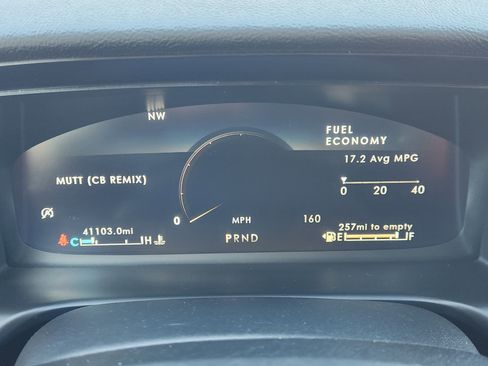 NW
FUEL
ECONOMY
17.2 Avg MPG
0 20 40
MUTT (CB REMIX)
0 MPH 160
41103.0mi
257mi to empty
C H
PRND
E F